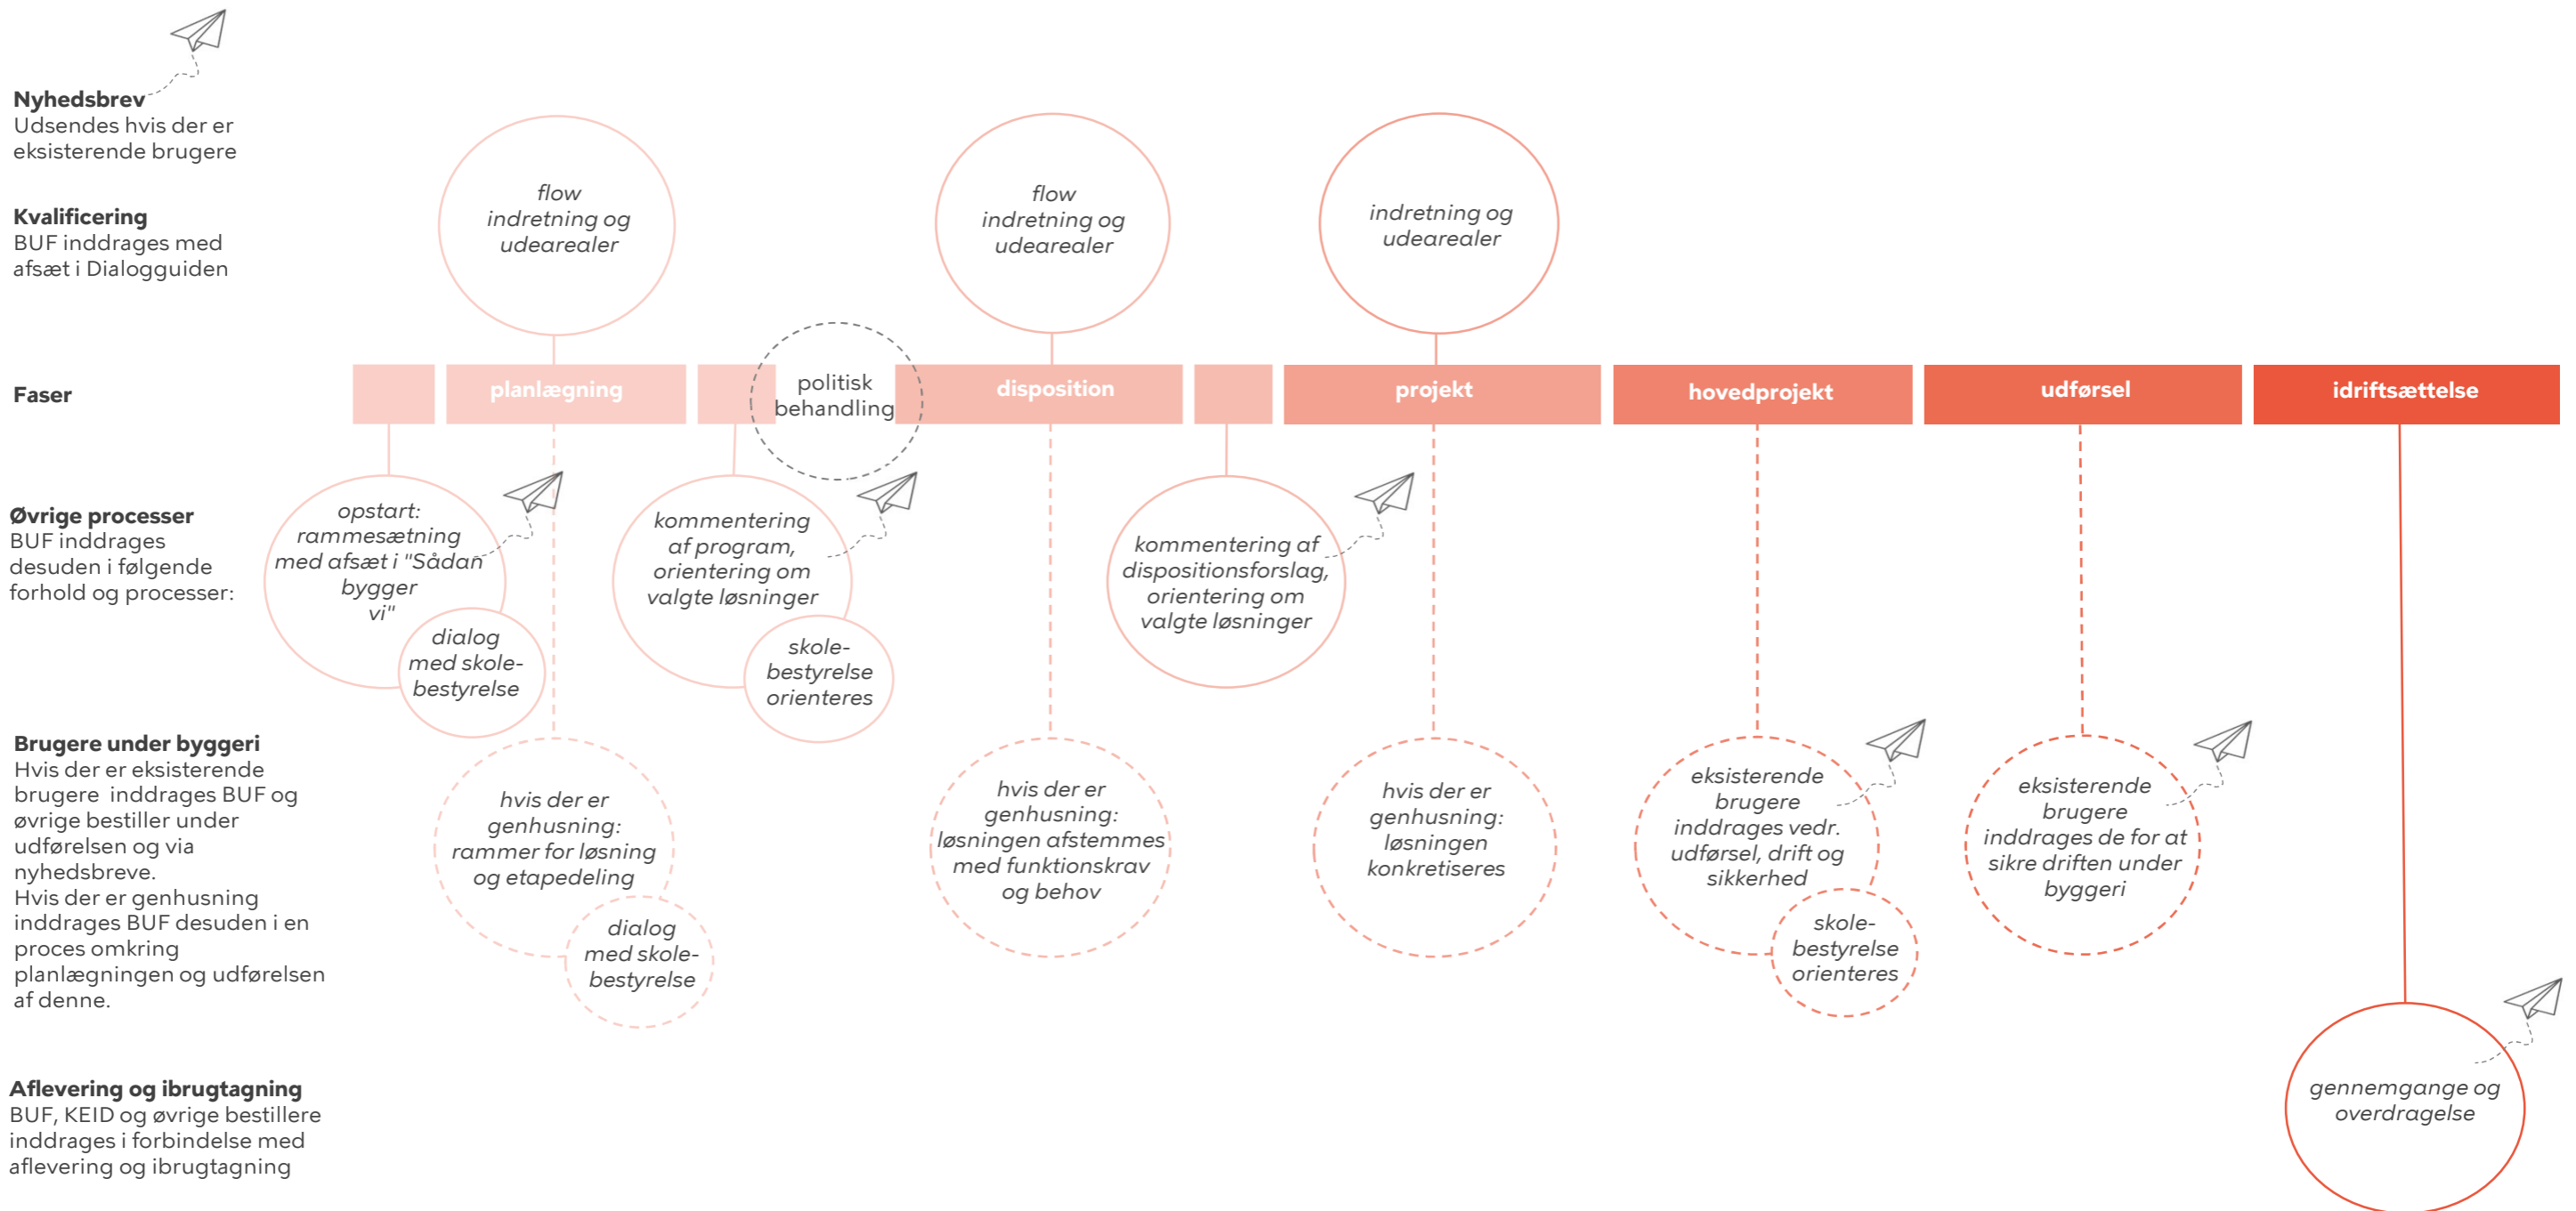 Nyhedsbrev
Udsendes hvis der er
eksisterende brugere
Kvalificering
BUF inddrages med
afsæt i Dialogguiden
flow
indretning og
udearealer
flow
indretning og
udearealer
indretning og
udearealer
Faser
planlægning
politisk
behandling
disposition
projekt
hovedprojekt
udførsel
idriftsættelse
Øvrige processer
BUF inddrages
desuden i følgende
forhold og processer:
opstart:
rammesætning
med afsæt i "Sådan
bygger
vi"
dialog
med skole-
bestyrelse
kommentering
af program,
orientering om
valgte løsninger
skole-
bestyrelse
orienteres
kommentering af
dispositionsforslag,
orientering om
valgte løsninger
Brugere under byggeri
Hvis der er eksisterende
brugere  inddrages BUF og
øvrige bestiller under
udførelsen og via
nyhedsbreve.
Hvis der er genhusning
inddrages BUF desuden i en
proces omkring
planlægningen og udførelsen
af denne.
hvis der er
genhusning:
rammer for løsning
og etapedeling
dialog
med skole-
bestyrelse
hvis der er
genhusning:
løsningen afstemmes
med funktionskrav
og behov
hvis der er
genhusning:
løsningen
konkretiseres
eksisterende
brugere
inddrages vedr.
udførsel, drift og
sikkerhed
skole-
bestyrelse
orienteres
eksisterende
brugere
inddrages de for at
sikre driften under
byggeri
Aflevering og ibrugtagning
BUF, KEID og øvrige bestillere
inddrages i forbindelse med
aflevering og ibrugtagning
gennemgange og
overdragelse